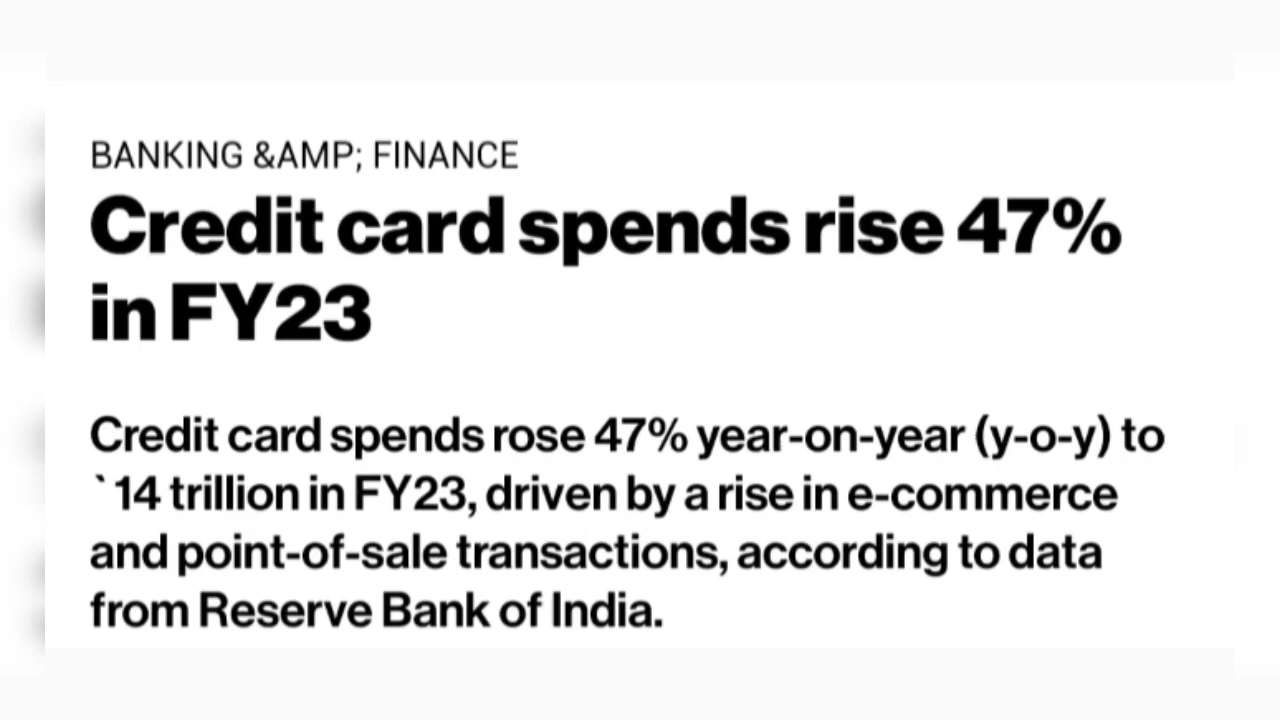 BANKING &AMP; FINANCE
Credit card spends rise 47%
in FY23
Credit card spends rose 47% year-on-year (y-o-y) to
`14 trillion in FY23, driven by a rise in e-commerce
and point-of-sale transactions, according to data
from Reserve Bank of India.